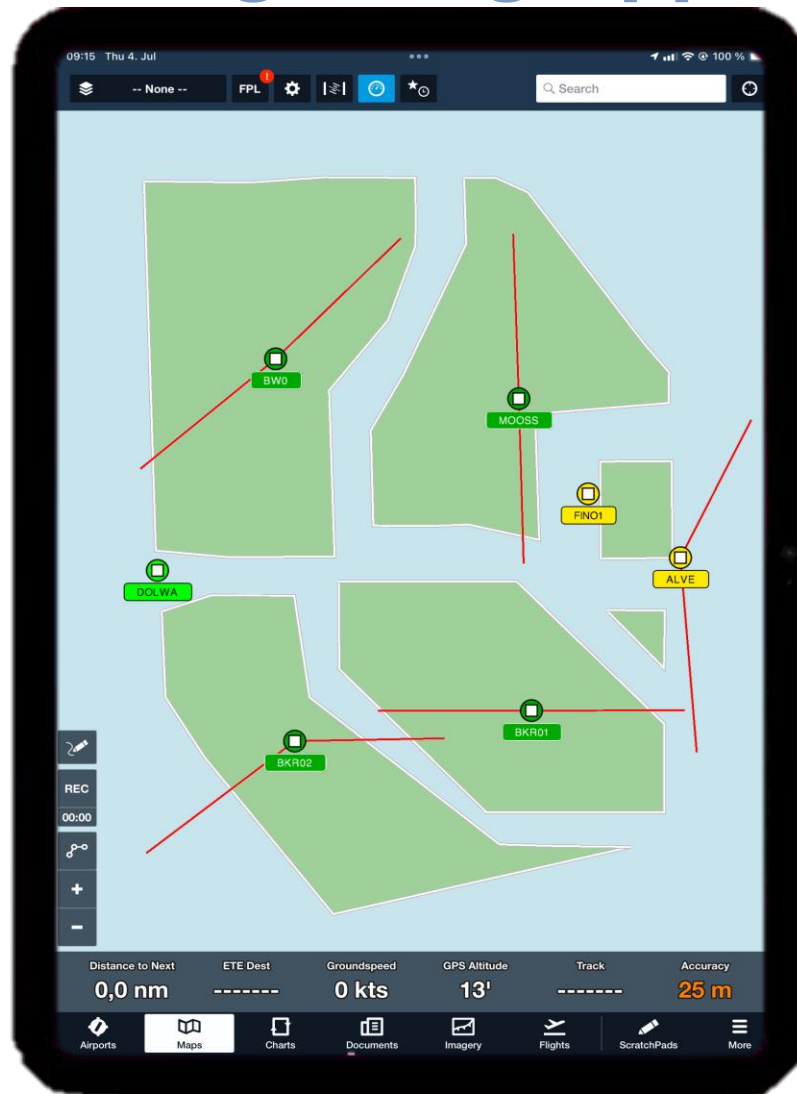 09:15 Thu 4. Jul
100 %
-- None --
FPL
!
Search
BW0
MOOSS
FINO1
ALVE
DOLWA
BKR01
BKR02
REC
00:00
Distance to Next ETE Dest Groundspeed GPS Altitude Track Accuracy
0,0 nm ------- 0 kts 13' ------- 25 m
Airports Maps Charts Documents Imagery Flights ScratchPads More